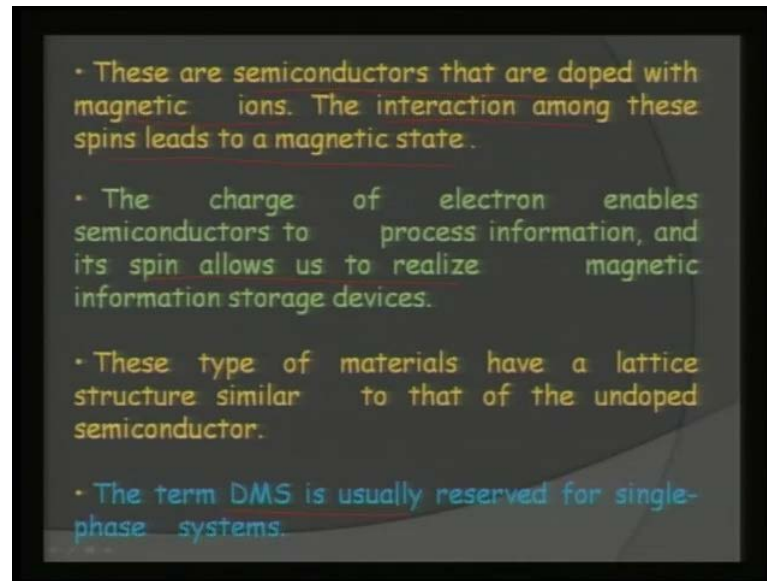 • These are semiconductors that are doped with
magnetic ions. The interaction among these
spins leads to a magnetic state .
• The charge of electron enables
semiconductors to process information, and
its spin allows us to realize magnetic
information storage devices.
• These type of materials have a lattice
structure similar to that of the undoped
semiconductor.
• The term DMS is usually reserved for single-
phase systems.